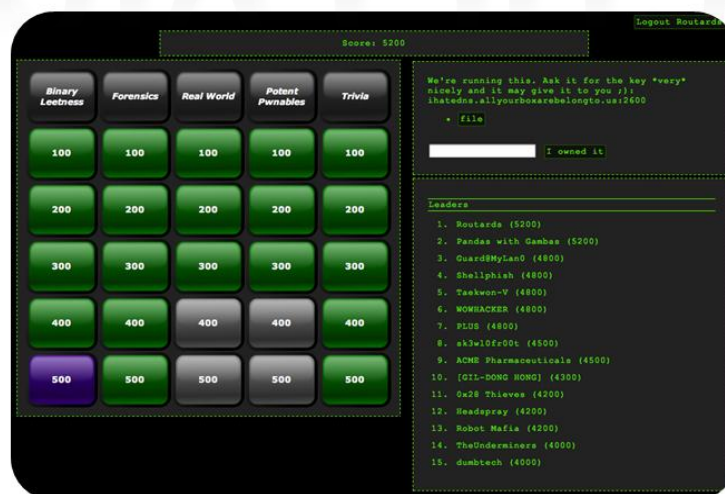 Logout Routards
Score: 5200
Binary Leetness
Forensics
Real World
Potent Pwnables
Trivia
100 100 100 100 100
200 200 200 200 200
300 300 300 300 300
400 400 400 400 400
500 500 500 500 500
We're running this. Ask it for the key *very*
nicely and it may give it to you ;):
ihatedns.allyourboxarebelongto.us:2600
file
I owned it
Leaders
1. Routards (5200)
2. Pandas with Gambas (5200)
3. Guard@MyLan0 (4800)
4. Shellphish (4800)
5. Taekwon-V (4800)
6. WOWHACKER (4800)
7. PLUS (4800)
8. sk3wl0fr00t (4500)
9. ACME Pharmaceuticals (4500)
10. [GIL-DONG HONG] (4300)
11. 0x28 Thieves (4200)
12. Headspray (4200)
13. Robot Mafia (4200)
14. TheUnderminers (4000)
15. dumbtech (4000)